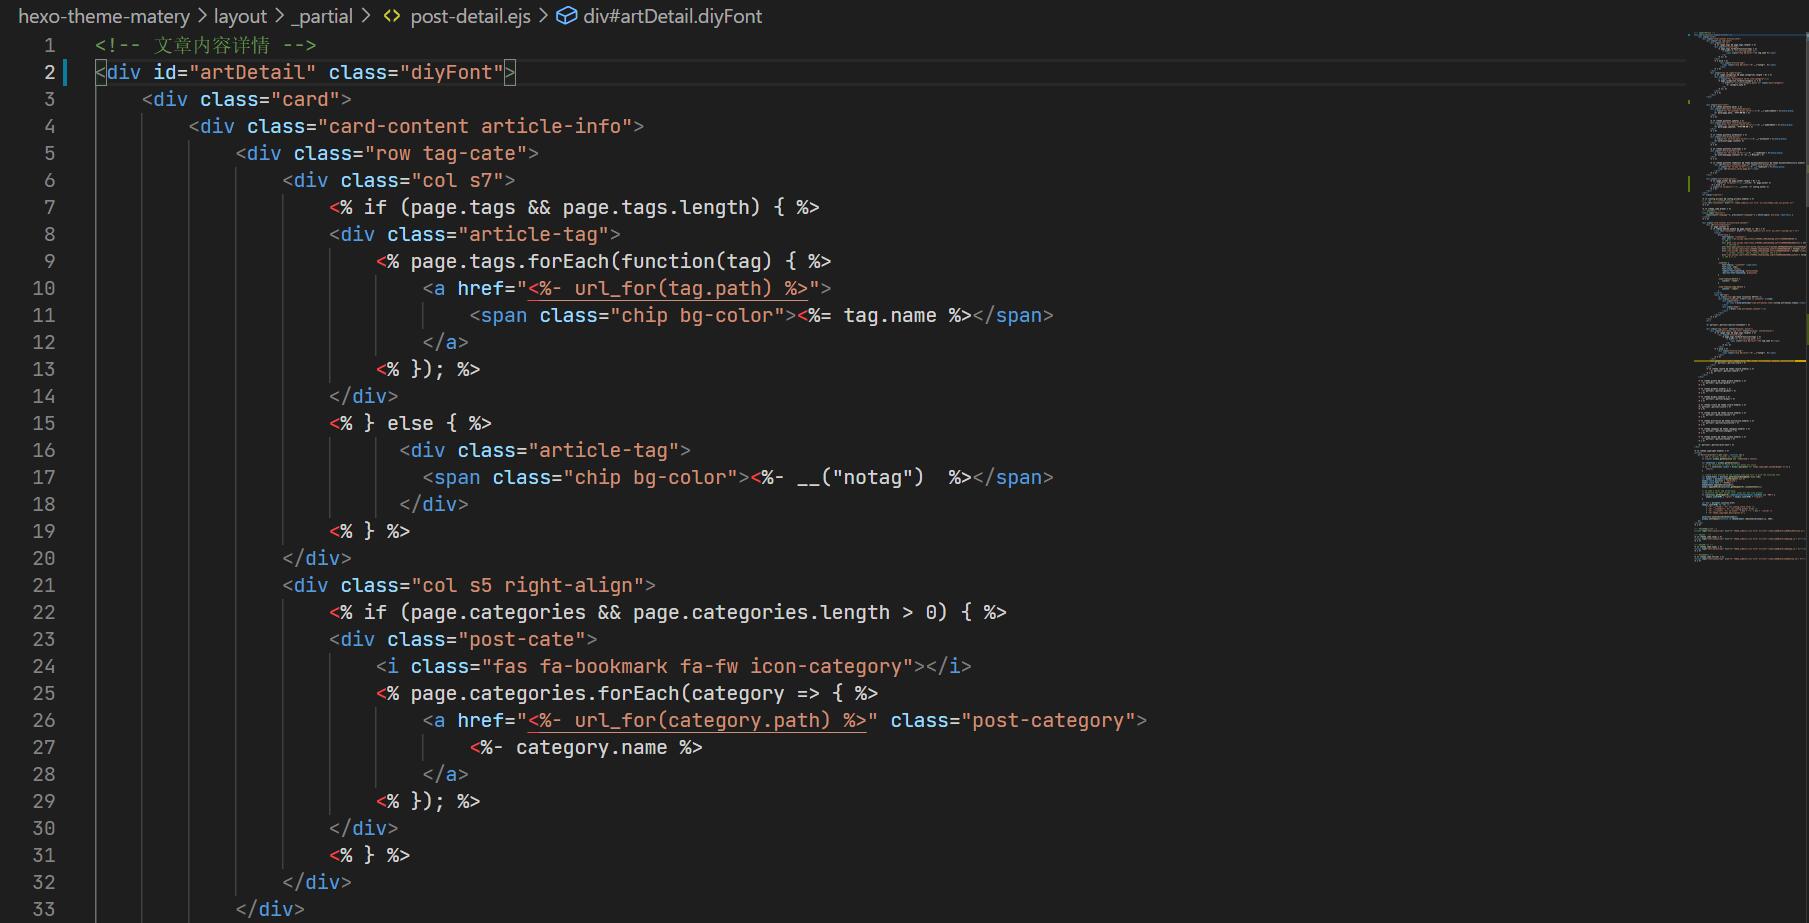 hexo-theme-matery > layout > _partial > <> post-detail.ejs > div#artDetail.diyFont
1 <!-- 文章内容详情 -->
2 <div id="artDetail" class="diyFont">
3 <div class="card">
4 <div class="card-content article-info">
5 <div class="row tag-cate">
6 <div class="col s7">
7 <% if (page.tags && page.tags.length) { %>
8 <div class="article-tag">
9 <% page.tags.forEach(function(tag) { %>
10 <a href="<%- url_for(tag.path) %>">
11 <span class="chip bg-color"><%= tag.name %></span>
12 </a>
13 <% }); %>
14 </div>
15 <% } else { %>
16 <div class="article-tag">
17 <span class="chip bg-color"><%- __("notag")  %></span>
18 </div>
19 <% } %>
20 </div>
21 <div class="col s5 right-align">
22 <% if (page.categories && page.categories.length > 0) { %>
23 <div class="post-cate">
24 <i class="fas fa-bookmark fa-fw icon-category"></i>
25 <% page.categories.forEach(category => { %>
26 <a href="<%- url_for(category.path) %>" class="post-category">
27 <%- category.name %>
28 </a>
29 <% }); %>
30 </div>
31 <% } %>
32 </div>
33 </div>